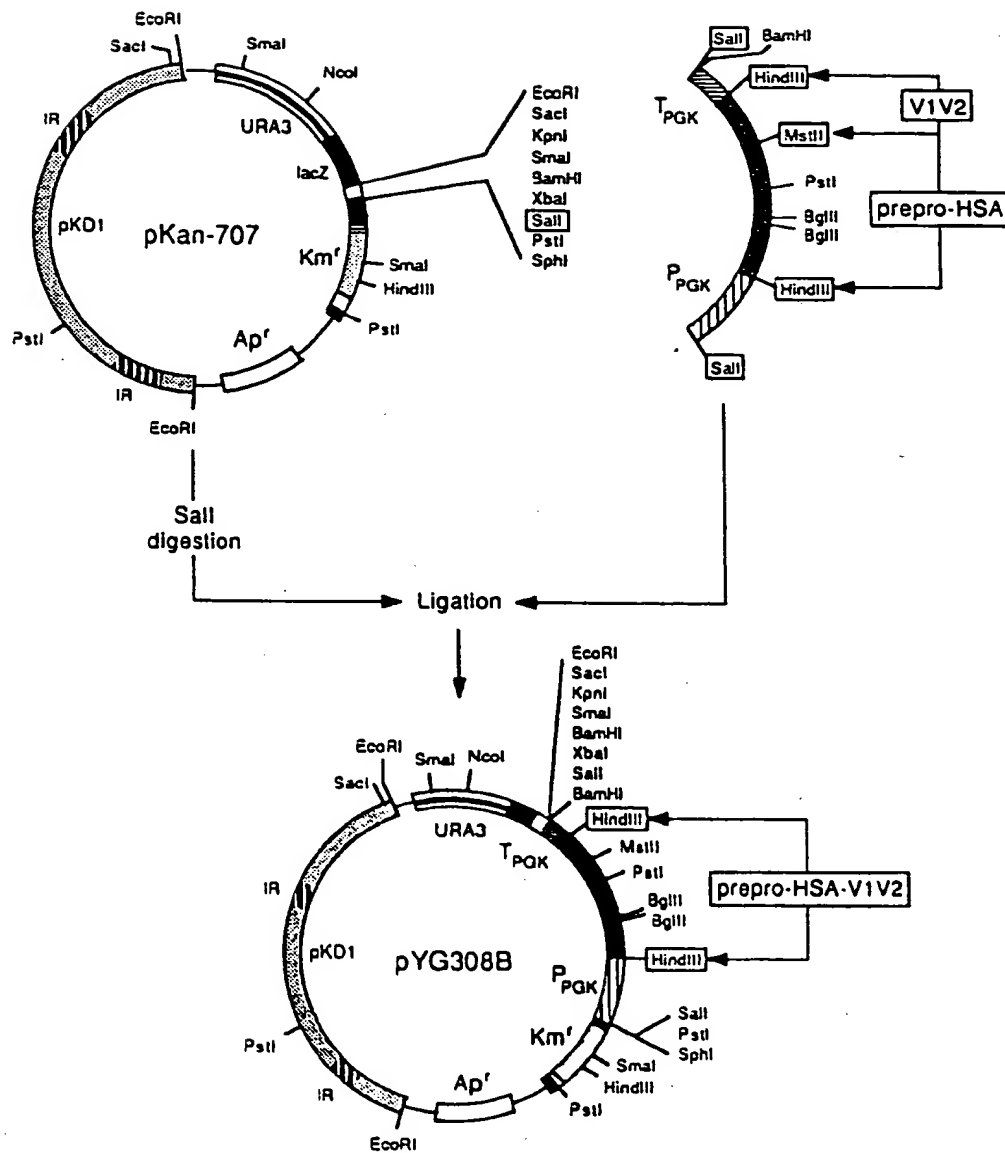 EcoRI
SacI
SmaI
NcoI
IR
URA3
lacZ
pKD1
pKan-707
Km^r
SmaI
HindIII
PstI
PstI
Ap^r
IR
EcoRI
EcoRI
SacI
KpnI
SmaI
BamHI
XbaI
SalI
PstI
SphI
SalI
BamHI
HindIII
T_PGK
V1V2
MstII
PstI
prepro-HSA
BglII
BglII
P_PGK
HindIII
SalI
SalI
digestion
Ligation
EcoRI
SacI
KpnI
SmaI
BamHI
XbaI
SalI
BamHI
EcoRI
SacI
SmaI
NcoI
URA3
HindIII
T_PGK
MstII
PstI
prepro-HSA-V1V2
IR
BglII
BglII
pKD1
pYG308B
HindIII
P_PGK
SalI
PstI
SphI
Km^r
PstI
SmaI
HindIII
IR
Ap^r
PstI
EcoRI